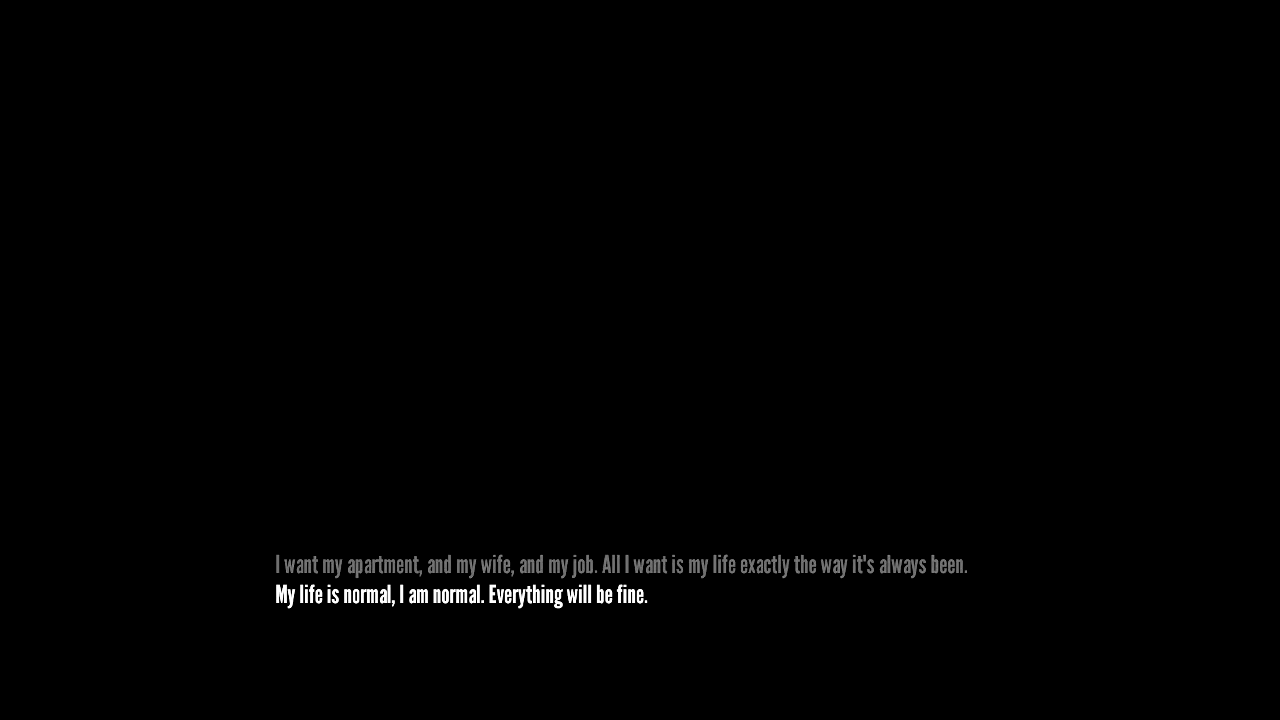 I want my apartment, and my wife, and my job. All I want is my life exactly the way it's always been.
My life is normal, I am normal. Everything will be fine.